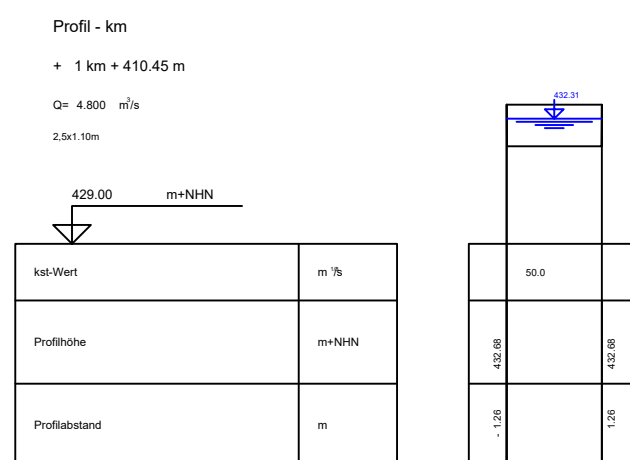 Profil - km
+ 1 km + 410.45 m
Q= 4.800 m³/s
2,5x1.10m
432.31
429.00 m+NHN
kst-Wert m ¹/³/s 50.0
Profilhöhe m+NHN 432.68 432.68
Profilabstand m - 1.26 1.26